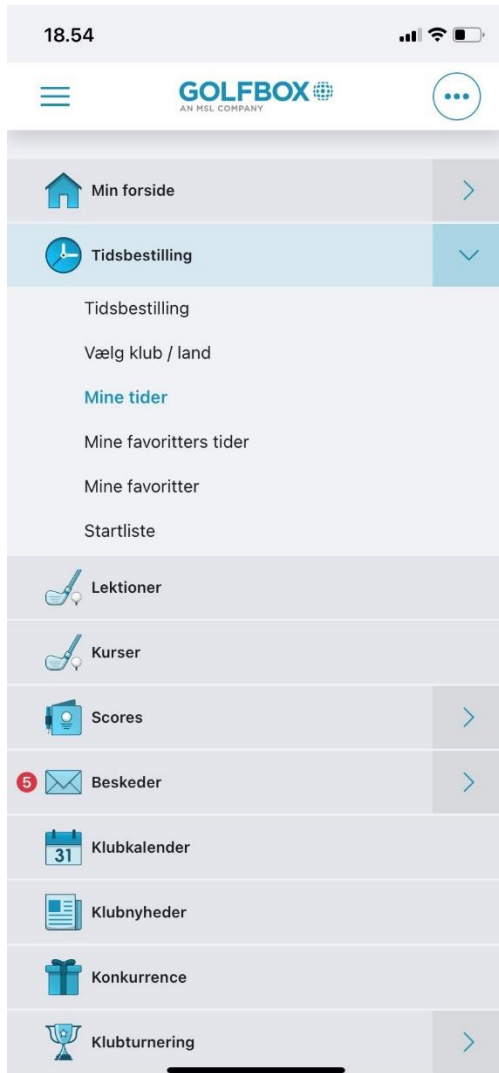 18.54
GOLFBOX
AN MSL COMPANY
Min forside
Tidsbestilling
Tidsbestilling
Vælg klub / land
Mine tider
Mine favoritters tider
Mine favoritter
Startliste
Lektioner
Kurser
Scores
5 Beskeder
31 Klubkalender
Klubnyheder
Konkurrence
Klubturnering